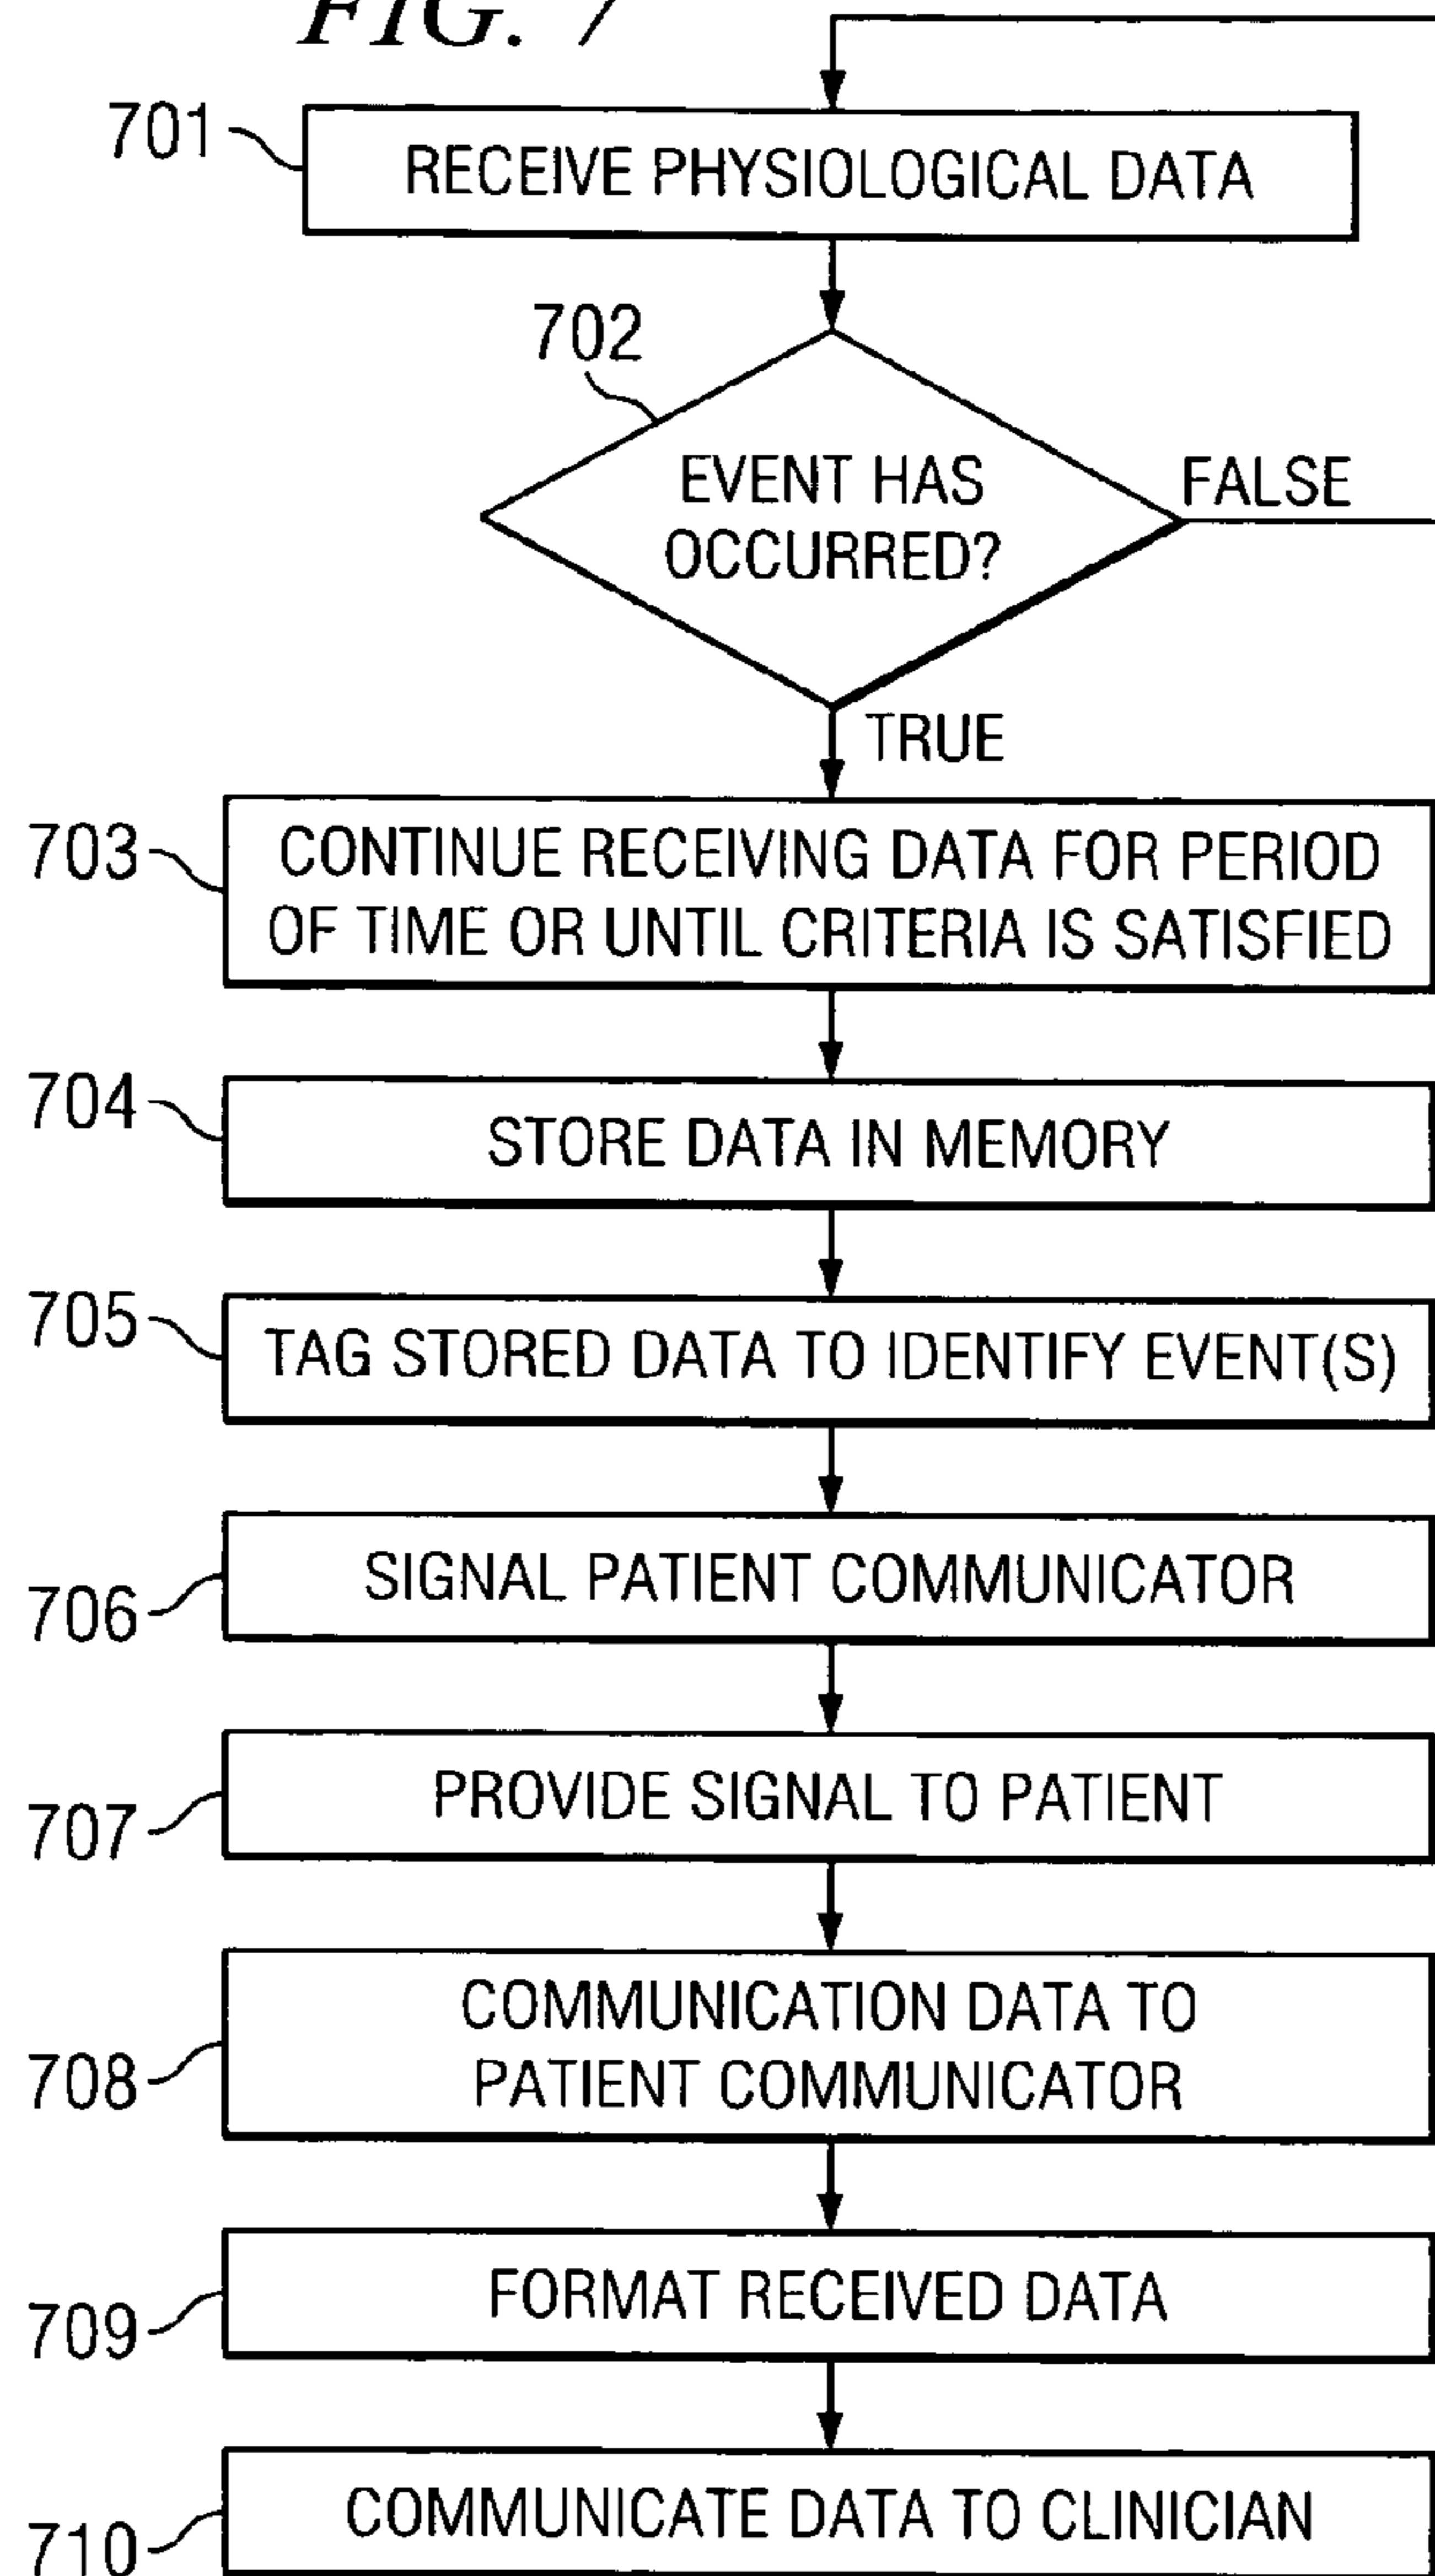 FIG. 7
701
RECEIVE PHYSIOLOGICAL DATA
702
EVENT HAS
OCCURRED?
FALSE
TRUE
703
CONTINUE RECEIVING DATA FOR PERIOD
OF TIME OR UNTIL CRITERIA IS SATISFIED
704
STORE DATA IN MEMORY
705
TAG STORED DATA TO IDENTIFY EVENT(S)
706
SIGNAL PATIENT COMMUNICATOR
707
PROVIDE SIGNAL TO PATIENT
708
COMMUNICATION DATA TO
PATIENT COMMUNICATOR
709
FORMAT RECEIVED DATA
710
COMMUNICATE DATA TO CLINICIAN